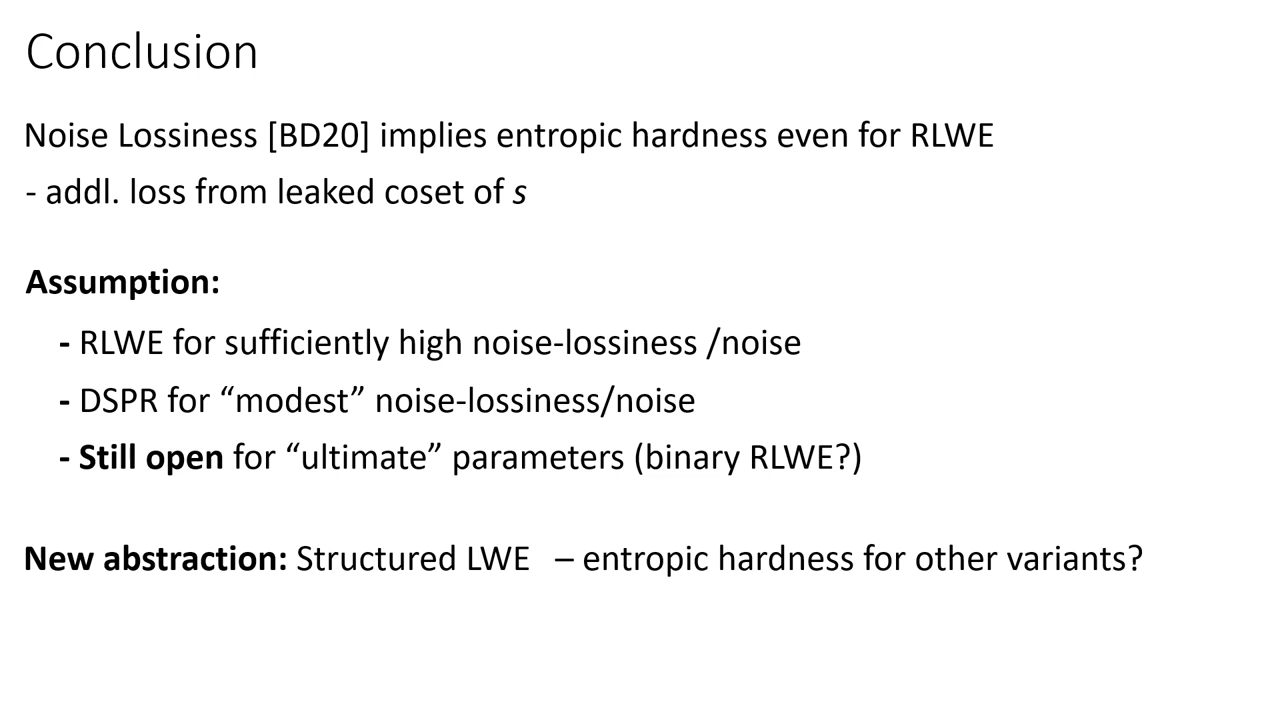 Conclusion
Noise Lossiness [BD20] implies entropic hardness even for RLWE
- addl. loss from leaked coset of s
Assumption:
- RLWE for sufficiently high noise-lossiness /noise
- DSPR for “modest” noise-lossiness/noise
- Still open for “ultimate” parameters (binary RLWE?)
New abstraction: Structured LWE – entropic hardness for other variants?